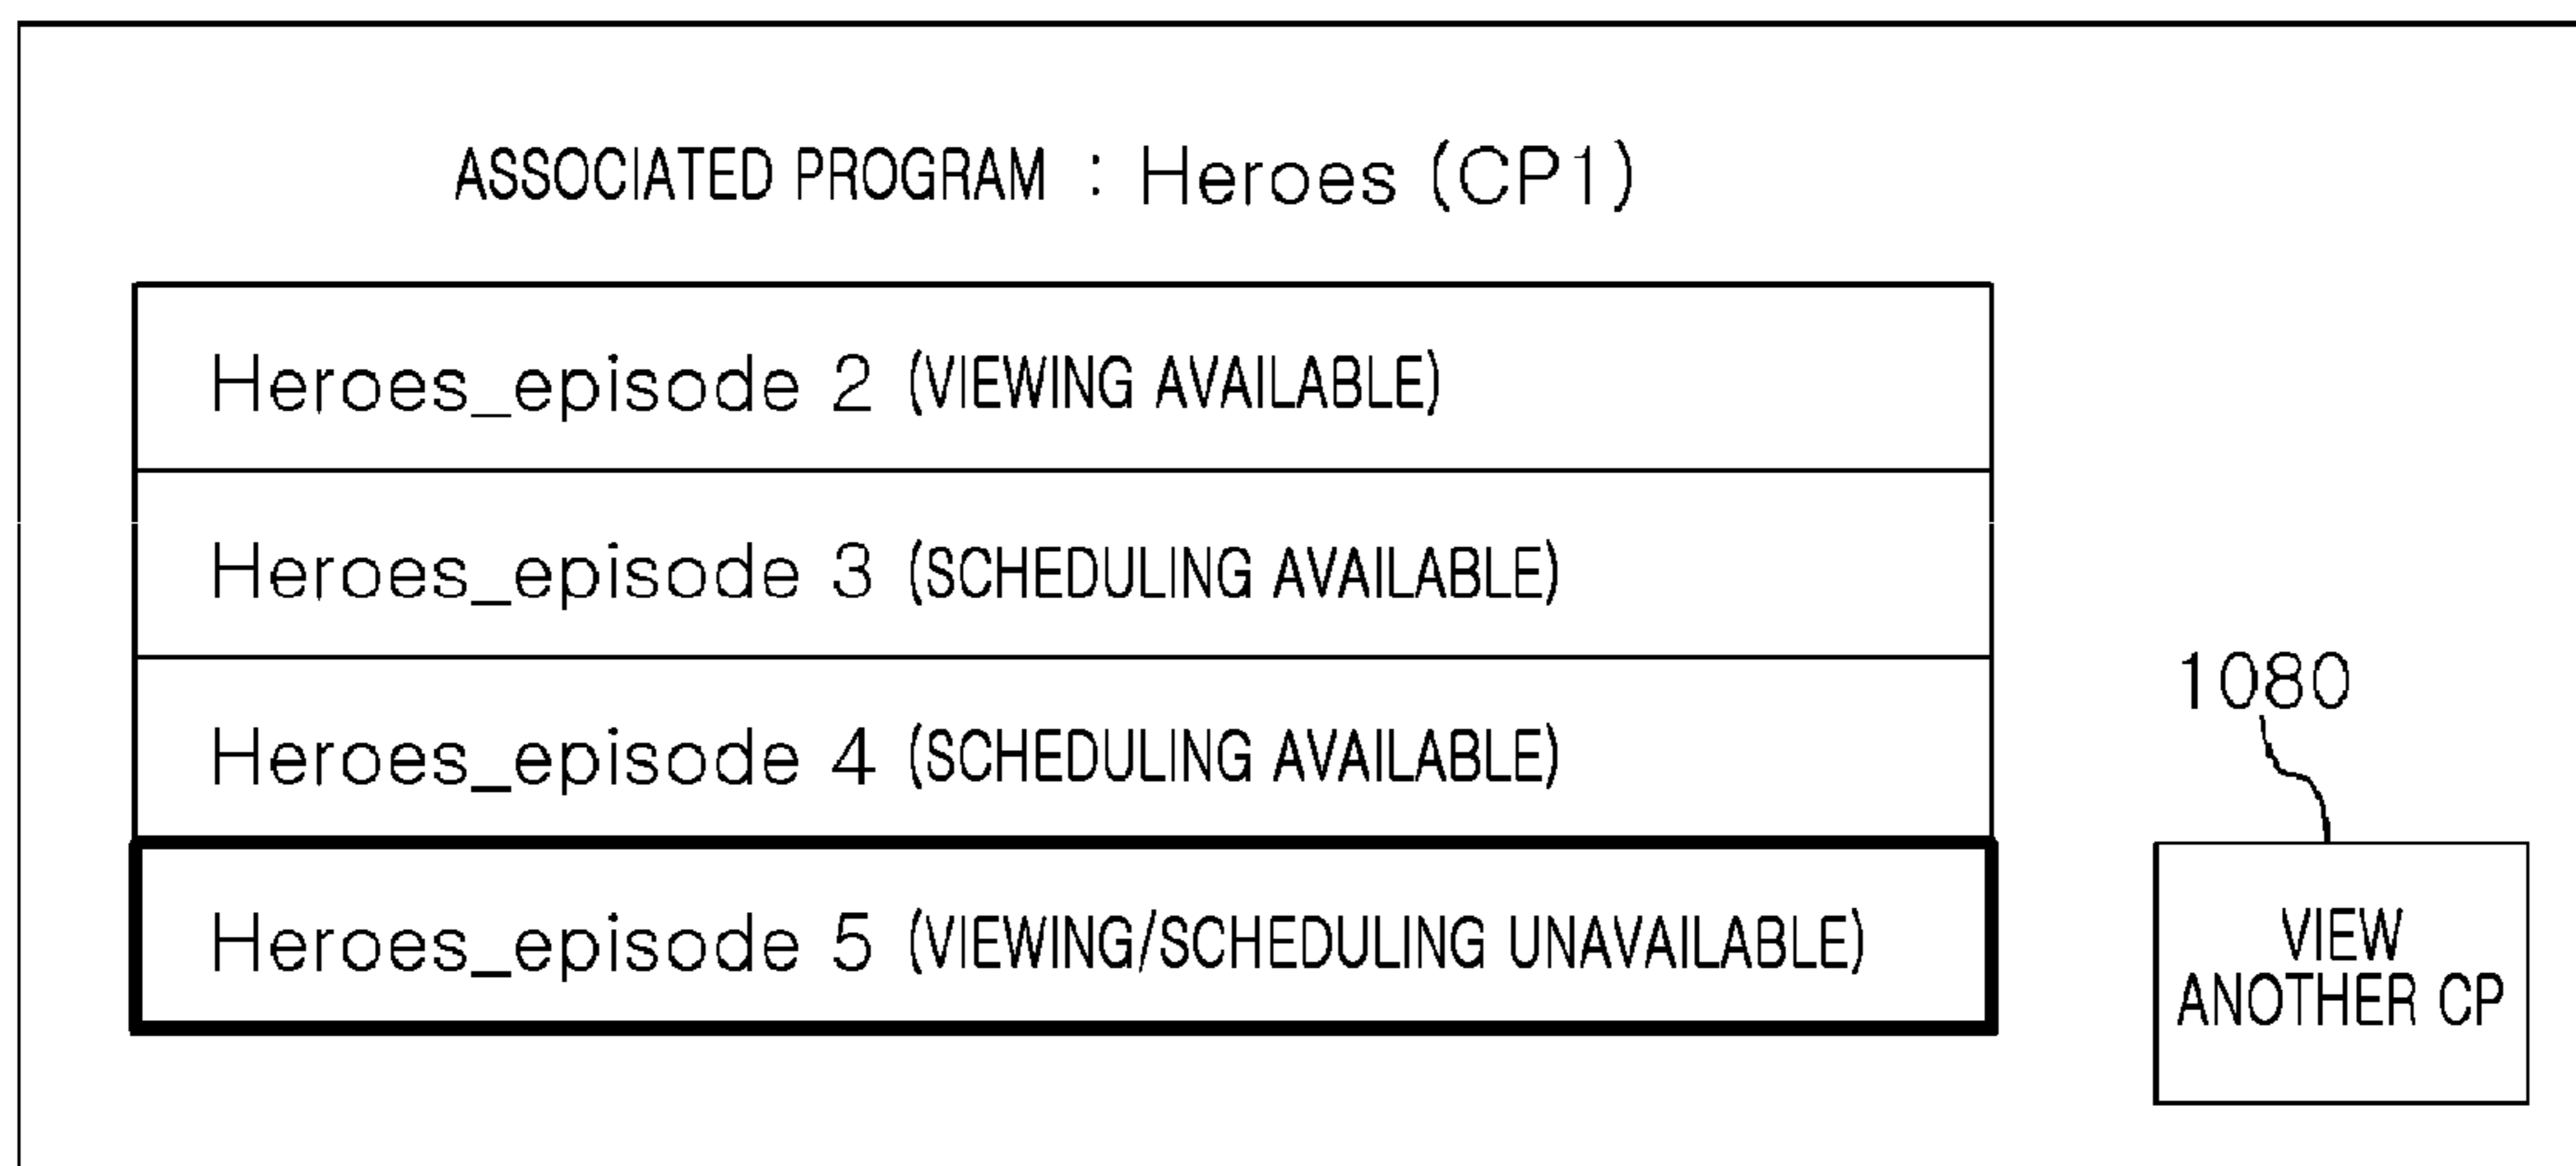 ASSOCIATED PROGRAM : Heroes (CP1)
Heroes_episode 2 (VIEWING AVAILABLE)
Heroes_episode 3 (SCHEDULING AVAILABLE)
Heroes_episode 4 (SCHEDULING AVAILABLE)
Heroes_episode 5 (VIEWING/SCHEDULING UNAVAILABLE)
1080
VIEW
ANOTHER CP